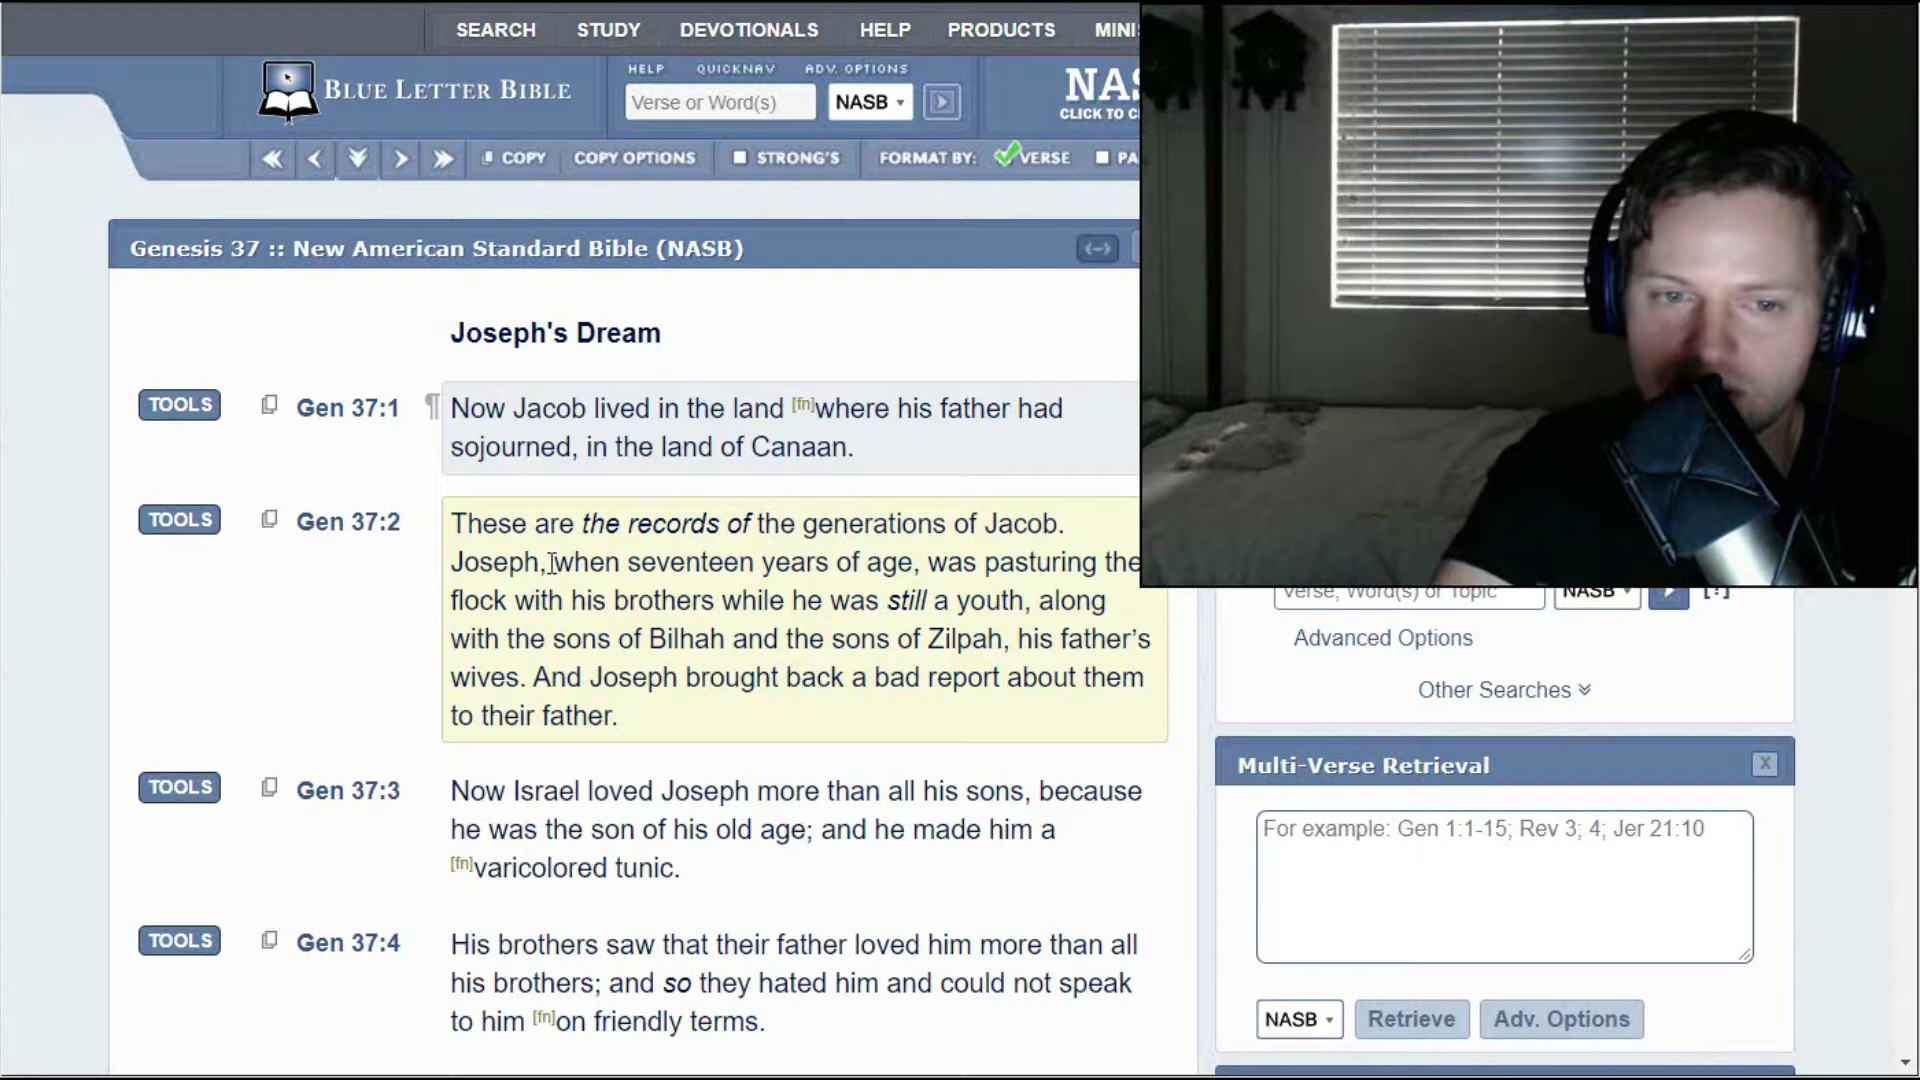 SEARCH STUDY DEVOTIONALS HELP PRODUCTS MINI
BLUE LETTER BIBLE
HELP QUICKNAV ADV. OPTIONS
Verse or Word(s) NASB
NAS
CLICK TO C
COPY COPY OPTIONS STRONG'S FORMAT BY: VERSE PA
Genesis 37 :: New American Standard Bible (NASB)
Joseph's Dream
TOOLS Gen 37:1 ¶ Now Jacob lived in the land [fn]where his father had
sojourned, in the land of Canaan.
TOOLS Gen 37:2 These are the records of the generations of Jacob.
Joseph, when seventeen years of age, was pasturing the
flock with his brothers while he was still a youth, along
with the sons of Bilhah and the sons of Zilpah, his father's
wives. And Joseph brought back a bad report about them
to their father.
TOOLS Gen 37:3 Now Israel loved Joseph more than all his sons, because
he was the son of his old age; and he made him a
[fn]varicolored tunic.
TOOLS Gen 37:4 His brothers saw that their father loved him more than all
his brothers; and so they hated him and could not speak
to him [fn]on friendly terms.
Verse, Word(s) or Topic NASB [?]
Advanced Options
Other Searches
Multi-Verse Retrieval X
For example: Gen 1:1-15; Rev 3; 4; Jer 21:10
NASB Retrieve Adv. Options